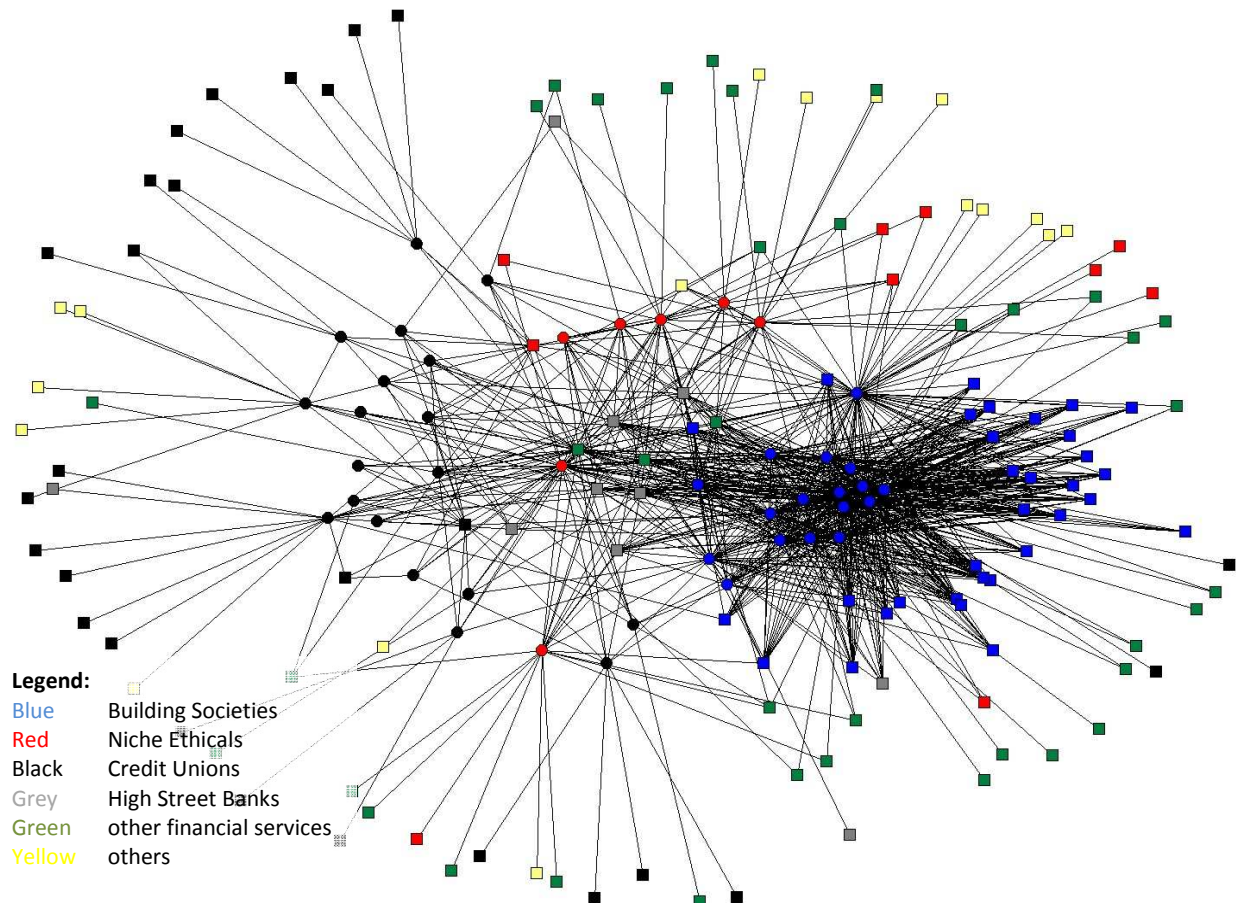 Legend:
Blue Building Societies
Red Niche Ethicals
Black Credit Unions
Grey High Street Banks
Green other financial services
Yellow others